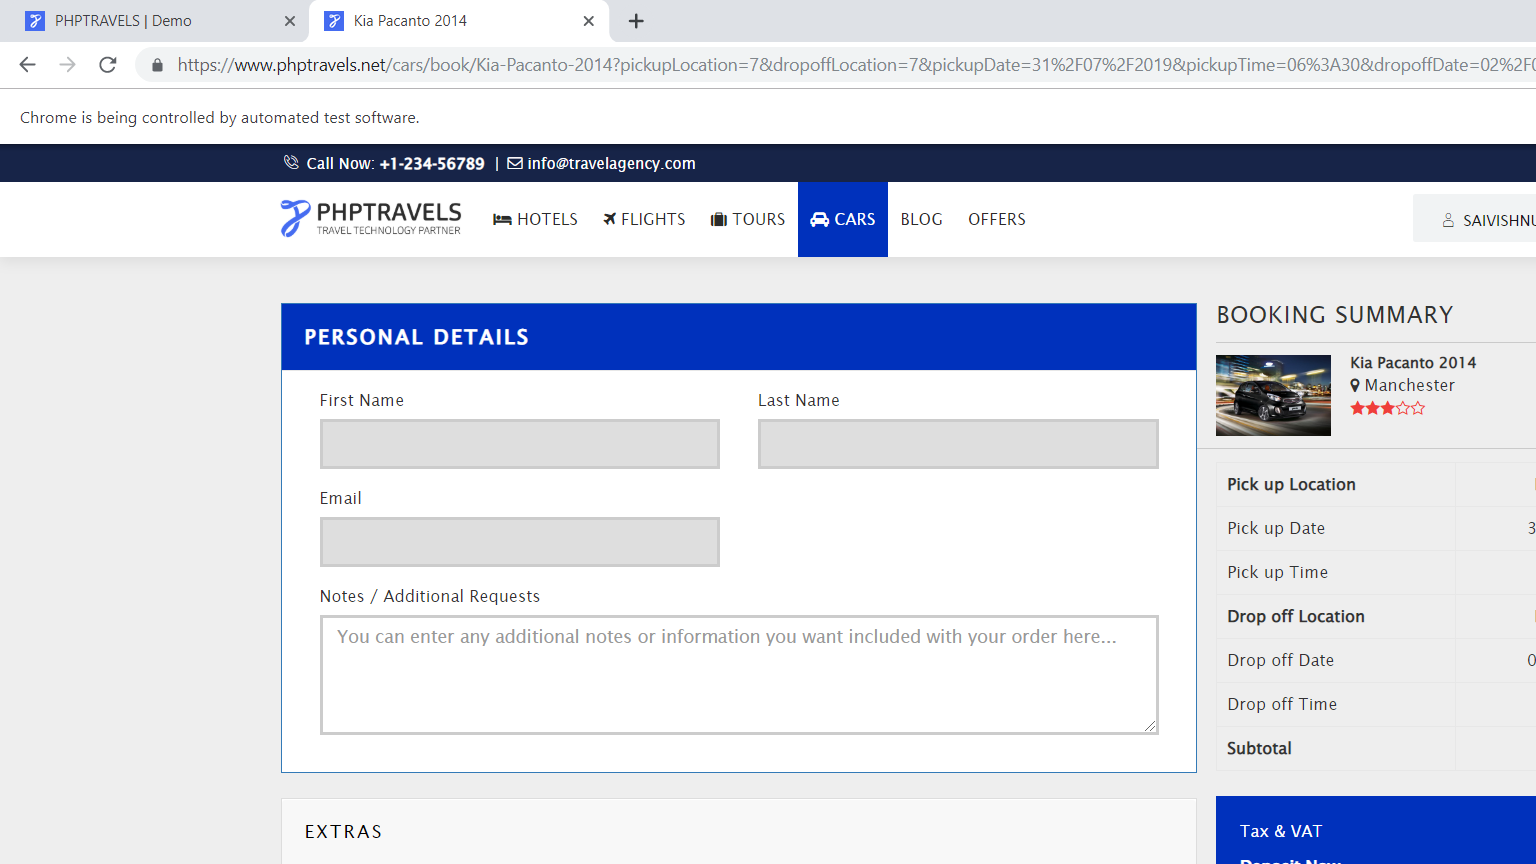 PHPTRAVELS | Demo
Kia Pacanto 2014
https://www.phptravels.net/cars/book/Kia-Pacanto-2014?pickupLocation=7&dropoffLocation=7&pickupDate=31%2F07%2F2019&pickupTime=06%3A30&dropoffDate=02%2F0
Chrome is being controlled by automated test software.
Call Now: +1-234-56789 | info@travelagency.com
PHPTRAVELS
TRAVEL TECHNOLOGY PARTNER
HOTELS FLIGHTS TOURS CARS BLOG OFFERS
SAIVISHNU
PERSONAL DETAILS
First Name
Last Name
Email
Notes / Additional Requests
You can enter any additional notes or information you want included with your order here...
EXTRAS
BOOKING SUMMARY
Kia Pacanto 2014
Manchester
Pick up Location
Pick up Date 3
Pick up Time
Drop off Location
Drop off Date 0
Drop off Time
Subtotal
Tax & VAT
Deposit Now